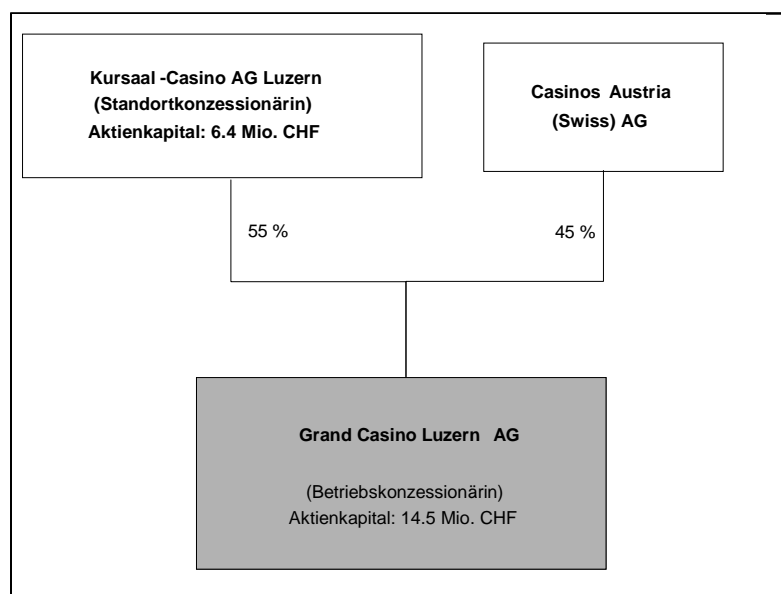 Kursaal -Casino AG Luzern
(Standortkonzessionärin)
Aktienkapital: 6.4 Mio. CHF
Casinos Austria
(Swiss) AG
55 %
45 %
Grand Casino Luzern AG
(Betriebskonzessionärin)
Aktienkapital: 14.5 Mio. CHF